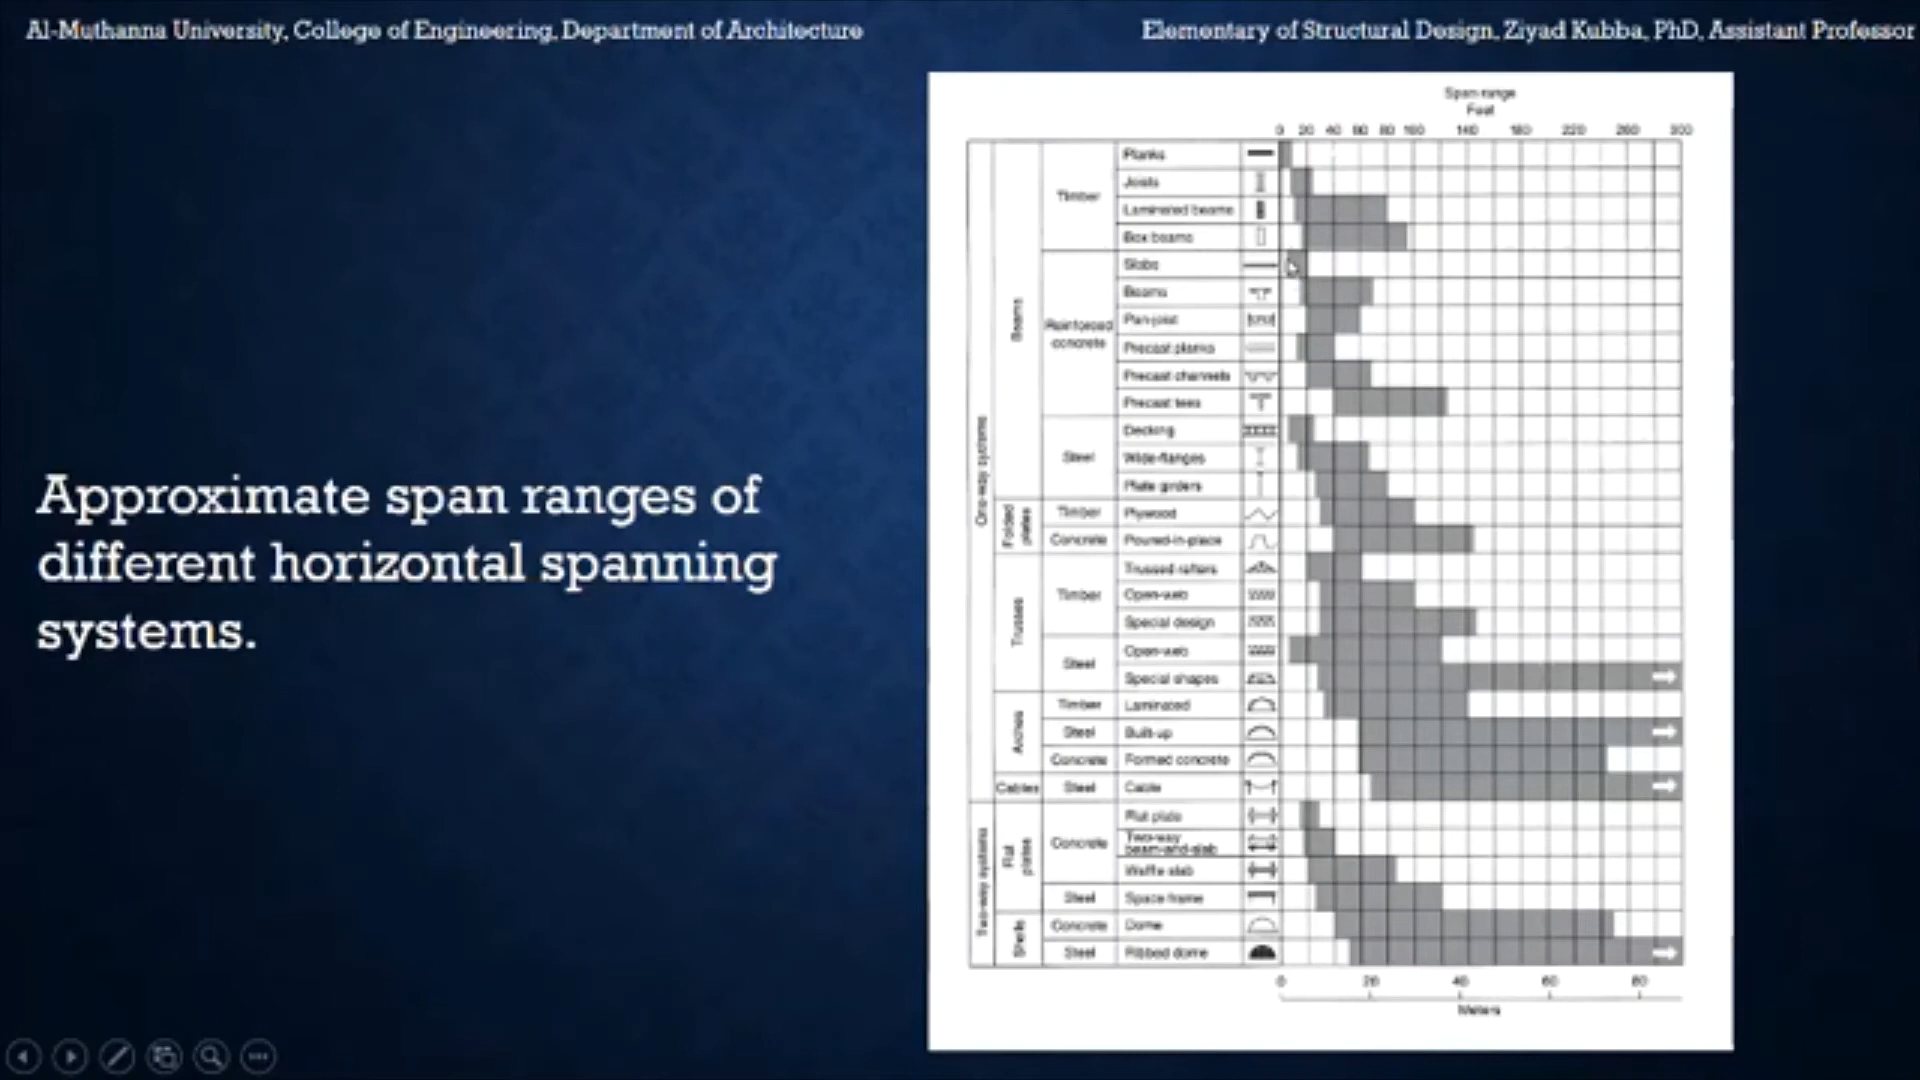 Al-Muthanna University, College of Engineering, Department of Architecture
Elementary of Structural Design, Ziyad Kubba, PhD, Assistant Professor
Approximate span ranges of
different horizontal spanning
systems.
Span range
Feet
0 20 40 60 80 100 140 180 220 260 300
One-way systems
Beams
Timber
Planks
Joists
Laminated beams
Box beams
Reinforced
concrete
Slabs
Beams
Pan-joist
Precast planks
Precast channels
Precast tees
Steel
Decking
Wide-flanges
Plate girders
Folded
plates
Timber
Plywood
Concrete
Poured-in-place
Trusses
Timber
Trussed rafters
Open-web
Special design
Steel
Open-web
Special shapes
Arches
Timber
Laminated
Steel
Built-up
Concrete
Formed concrete
Cables
Steel
Cable
Two-way systems
Flat
plates
Concrete
Flat plate
Two-way
beam-and-slab
Waffle slab
Steel
Space frame
Shells
Concrete
Dome
Steel
Ribbed dome
0 20 40 60 80
Meters